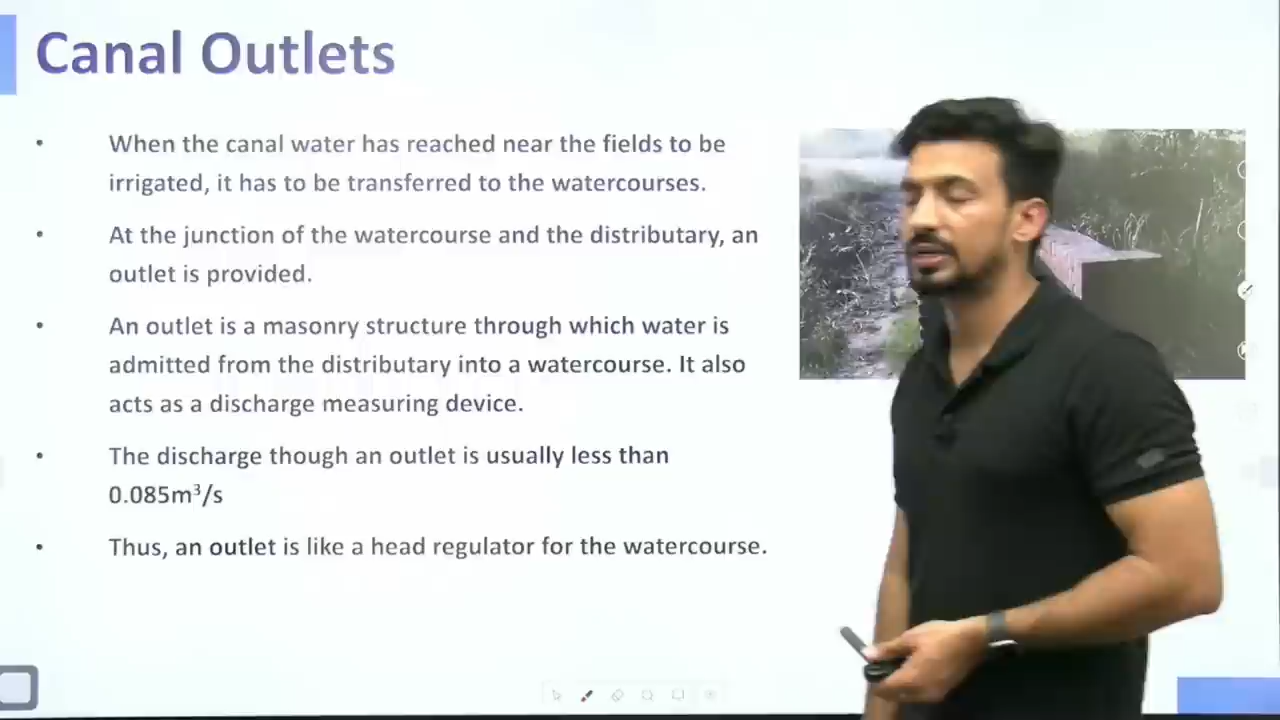 Canal Outlets
• When the canal water has reached near the fields to be
irrigated, it has to be transferred to the watercourses.
• At the junction of the watercourse and the distributary, an
outlet is provided.
• An outlet is a masonry structure through which water is
admitted from the distributary into a watercourse. It also
acts as a discharge measuring device.
• The discharge though an outlet is usually less than
0.085m³/s
• Thus, an outlet is like a head regulator for the watercourse.